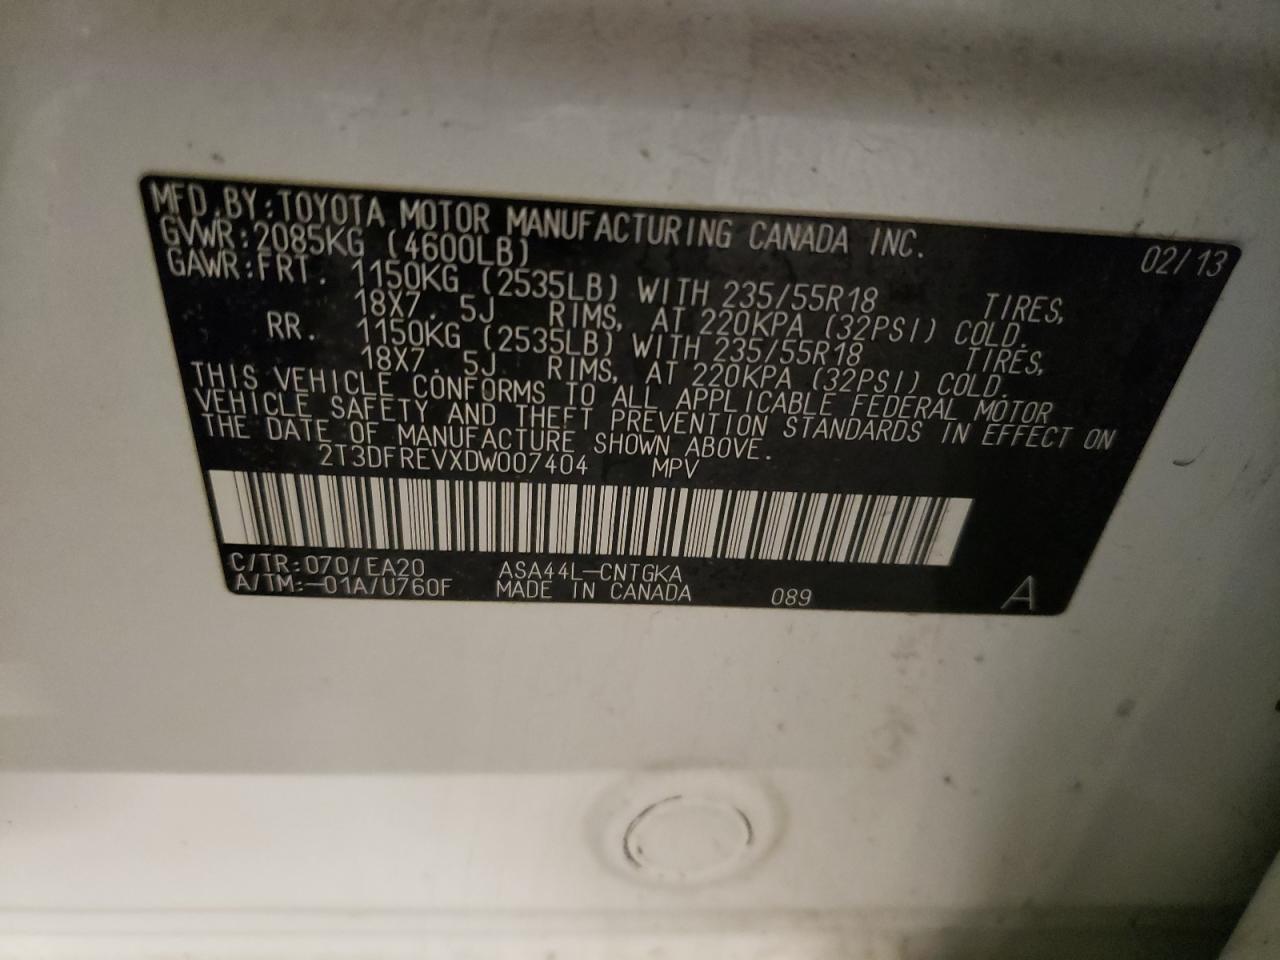 MFD.BY:TOYOTA MOTOR MANUFACTURING CANADA INC. 02/13
GVWR:2085KG (4600LB)
GAWR:FRT. 1150KG (2535LB) WITH 235/55R18 TIRES,
18X7.5J RIMS, AT 220KPA (32PSI) COLD.
RR. 1150KG (2535LB) WITH 235/55R18 TIRES,
18X7.5J RIMS, AT 220KPA (32PSI) COLD.
THIS VEHICLE CONFORMS TO ALL APPLICABLE FEDERAL MOTOR
VEHICLE SAFETY AND THEFT PREVENTION STANDARDS IN EFFECT ON
THE DATE OF MANUFACTURE SHOWN ABOVE.
2T3DFREVXDW007404 MPV
C/TR:070/EA20 ASA44L-CNTGKA
A/TM:-01A/U760F MADE IN CANADA 089 A